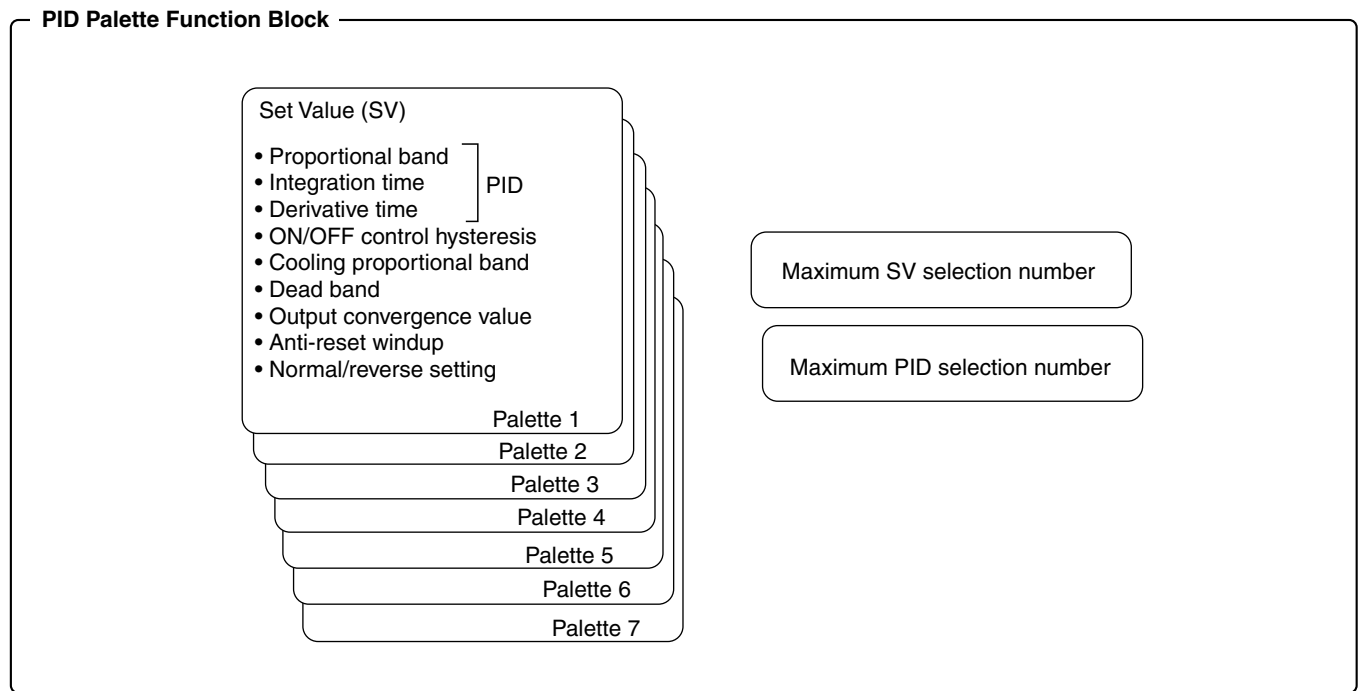 PID Palette Function Block
Set Value (SV)
• Proportional band
• Integration time
• Derivative time
PID
• ON/OFF control hysteresis
• Cooling proportional band
• Dead band
• Output convergence value
• Anti-reset windup
• Normal/reverse setting
Palette 1
Palette 2
Palette 3
Palette 4
Palette 5
Palette 6
Palette 7
Maximum SV selection number
Maximum PID selection number